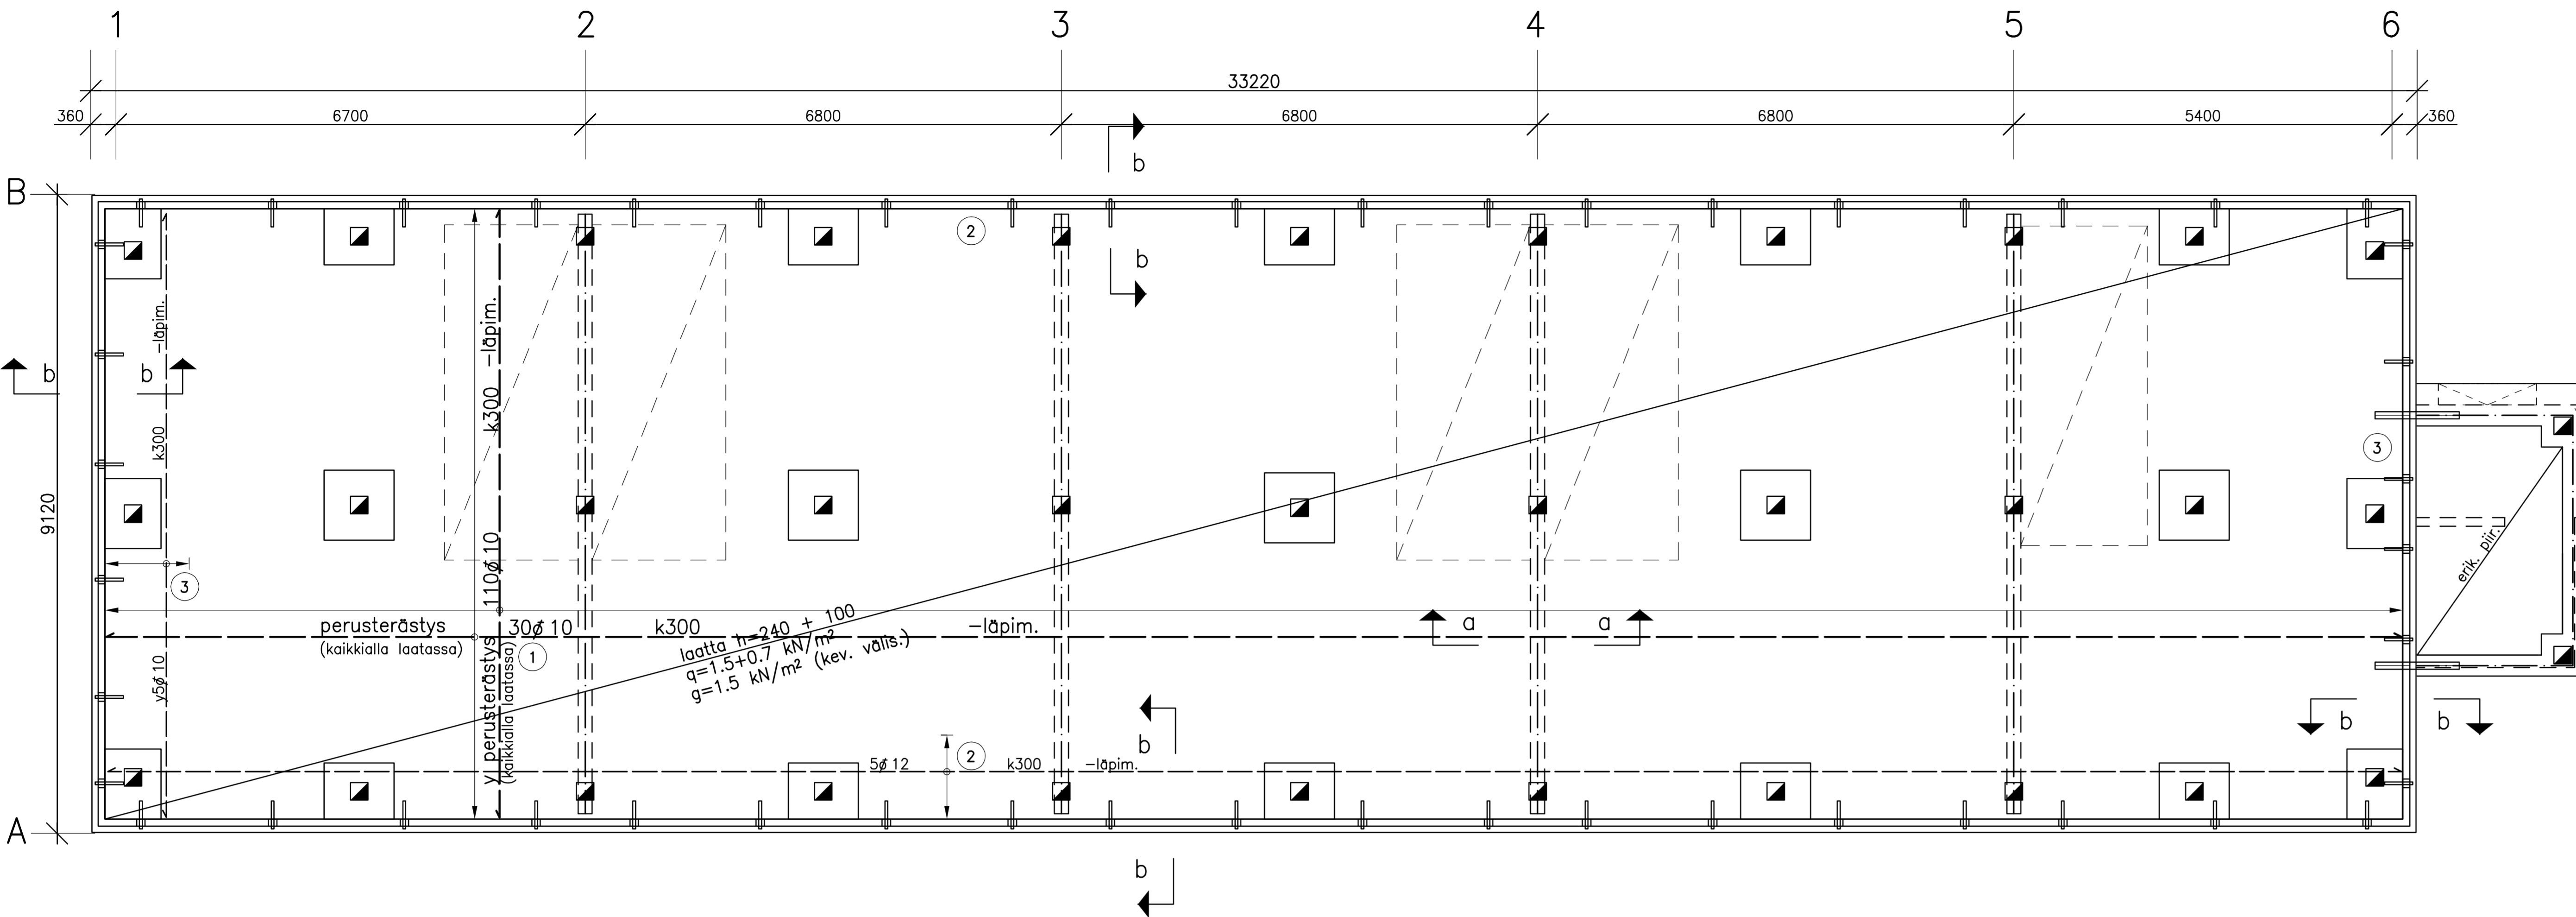 1 2 3 4 5 6
33220
360 6700 6800 6800 6800 5400 360
b
B
2
b
-läpim.
k300 -läpim.
b b
k300
3
9120
erik. piir.
3
y perusterästys 110ø10 k300 -läpim.
(kaikkialla laatassa)
perusterästys 30ø10 k300 -läpim.
(kaikkialla laatassa)
1
laatta h=240 + 100
q=1.5+0.7 kN/m²
g=1.5 kN/m² (kev. välis.)
a a
y5ø10
b b
b
2
5ø12 k300 -läpim.
A
b